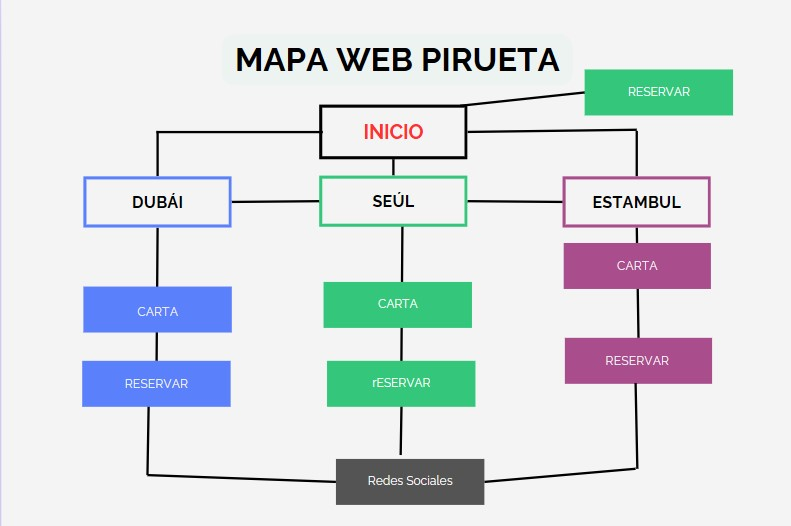 MAPA WEB PIRUETA
RESERVAR
INICIO
DUBÁI
SEÚL
ESTAMBUL
CARTA
CARTA
CARTA
RESERVAR
rESERVAR
RESERVAR
Redes Sociales